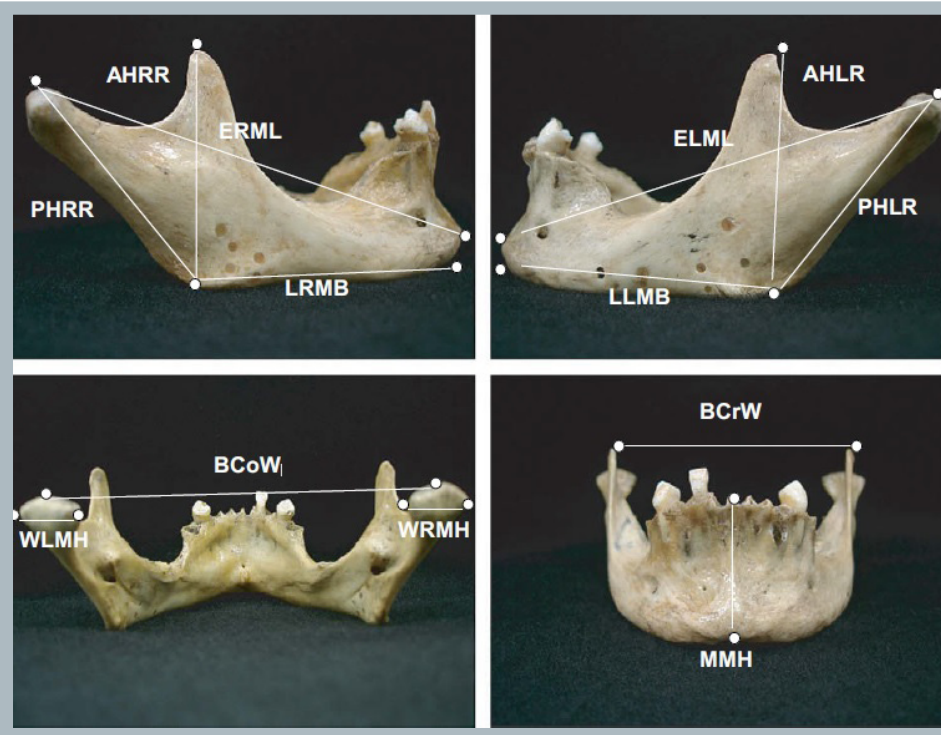 AHRR
ERML
PHRR
LRMB
AHLR
ELML
PHLR
LLMB
BCoW
WLMH
WRMH
BCrW
MMH